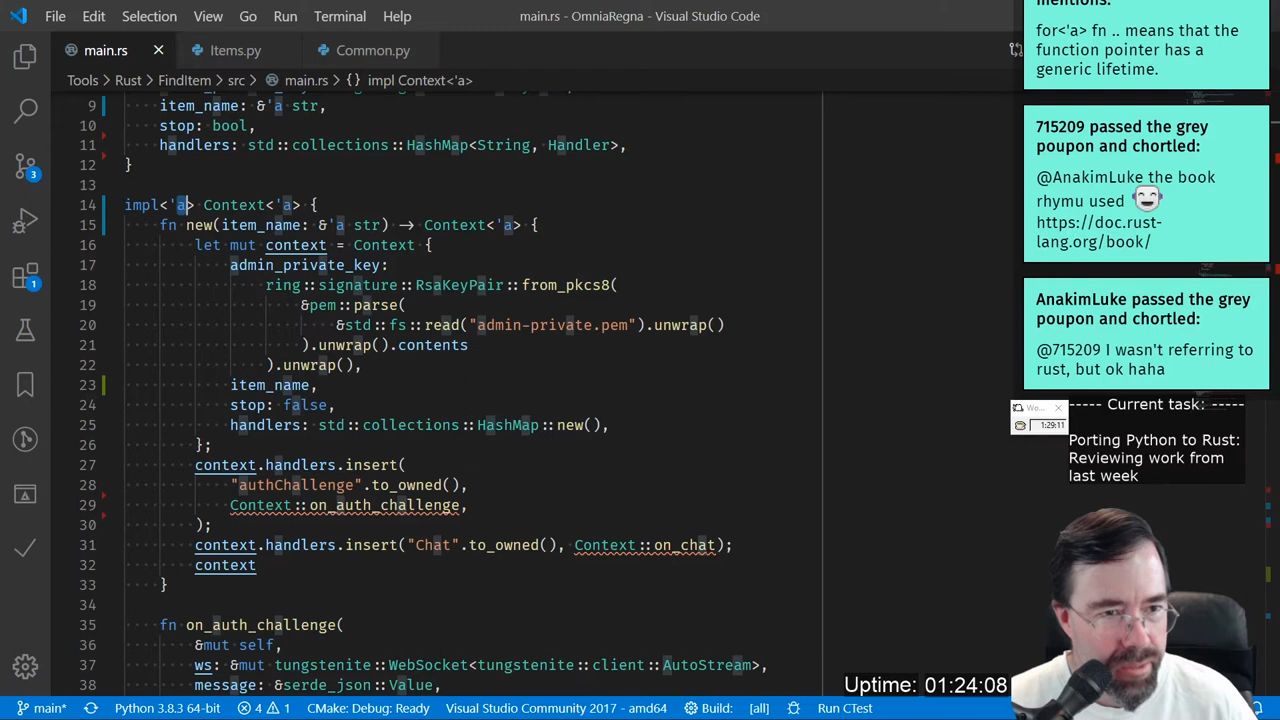 File Edit Selection View Go Run Terminal Help
main.rs - OmniaRegna - Visual Studio Code
main.rs
Items.py
Common.py
Tools > Rust > FindItem > src > main.rs > {} impl Context<'a>
9 item_name: &'a str,
10 stop: bool,
11 handlers: std::collections::HashMap<String, Handler>,
12 }
13
14 impl<'a> Context<'a> {
15 fn new(item_name: &'a str) -> Context<'a> {
16 let mut context = Context {
17 admin_private_key:
18 ring::signature::RsaKeyPair::from_pkcs8(
19 &pem::parse(
20 &std::fs::read("admin-private.pem").unwrap()
21 ).unwrap().contents
22 ).unwrap(),
23 item_name,
24 stop: false,
25 handlers: std::collections::HashMap::new(),
26 };
27 context.handlers.insert(
28 "authChallenge".to_owned(),
29 Context::on_auth_challenge,
30 );
31 context.handlers.insert("Chat".to_owned(), Context::on_chat);
32 context
33 }
34
35 fn on_auth_challenge(
36 &mut self,
37 ws: &mut tungstenite::WebSocket<tungstenite::client::AutoStream>,
38 message: &serde_json::Value,
3
1
mentions:
for<'a> fn .. means that the
function pointer has a
generic lifetime.
715209 passed the grey
poupon and chortled:
@AnakimLuke the book
rhymu used
https://doc.rust-
lang.org/book/
AnakimLuke passed the grey
poupon and chortled:
@715209 I wasn't referring to
rust, but ok haha
Wo...
1:29:11
----- Current task: -----
Porting Python to Rust:
Reviewing work from
last week
Uptime: 01:24:08
main* Python 3.8.3 64-bit 4 1 CMake: Debug: Ready Visual Studio Community 2017 - amd64 Build: [all] Run CTest